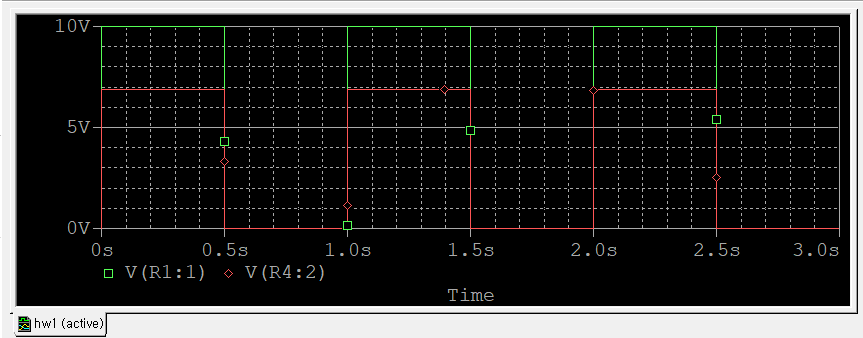 10V
5V
0V
0s 0.5s 1.0s 1.5s 2.0s 2.5s 3.0s
V(R1:1) V(R4:2)
Time
hw1 (active)